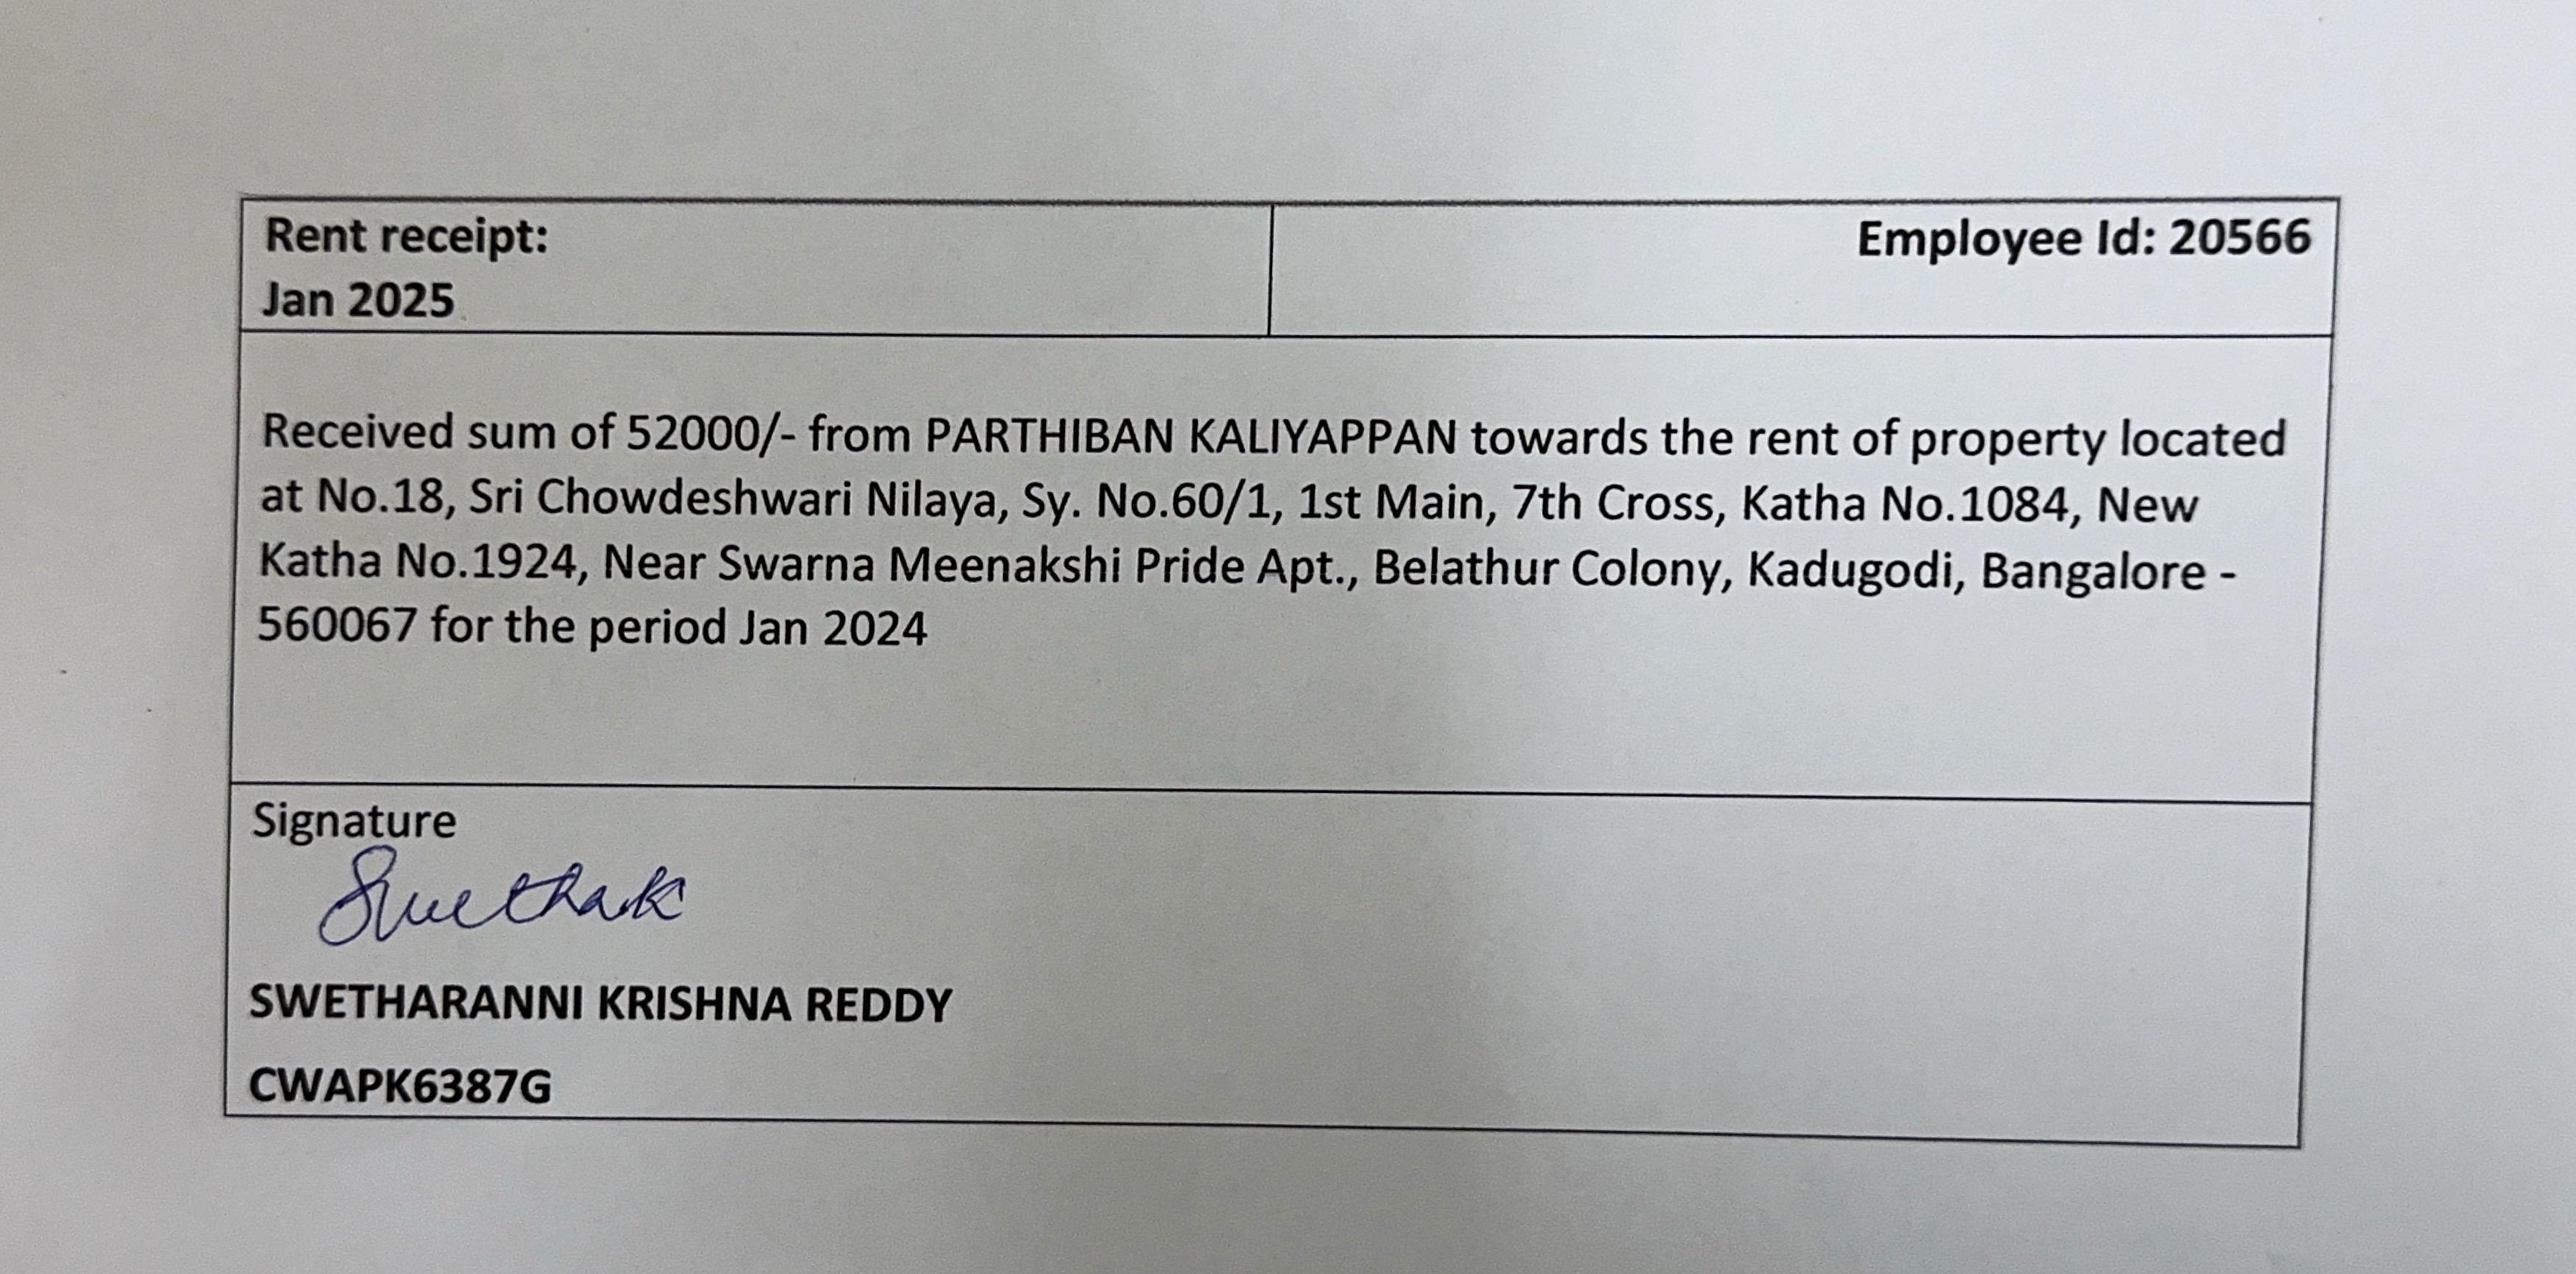 Rent receipt:
Jan 2025
Employee Id: 20566
Received sum of 52000/- from PARTHIBAN KALIYAPPAN towards the rent of property located
at No.18, Sri Chowdeshwari Nilaya, Sy. No.60/1, 1st Main, 7th Cross, Katha No.1084, New
Katha No.1924, Near Swarna Meenakshi Pride Apt., Belathur Colony, Kadugodi, Bangalore -
560067 for the period Jan 2024
Signature
Swethak
SWETHARANNI KRISHNA REDDY
CWAPK6387G